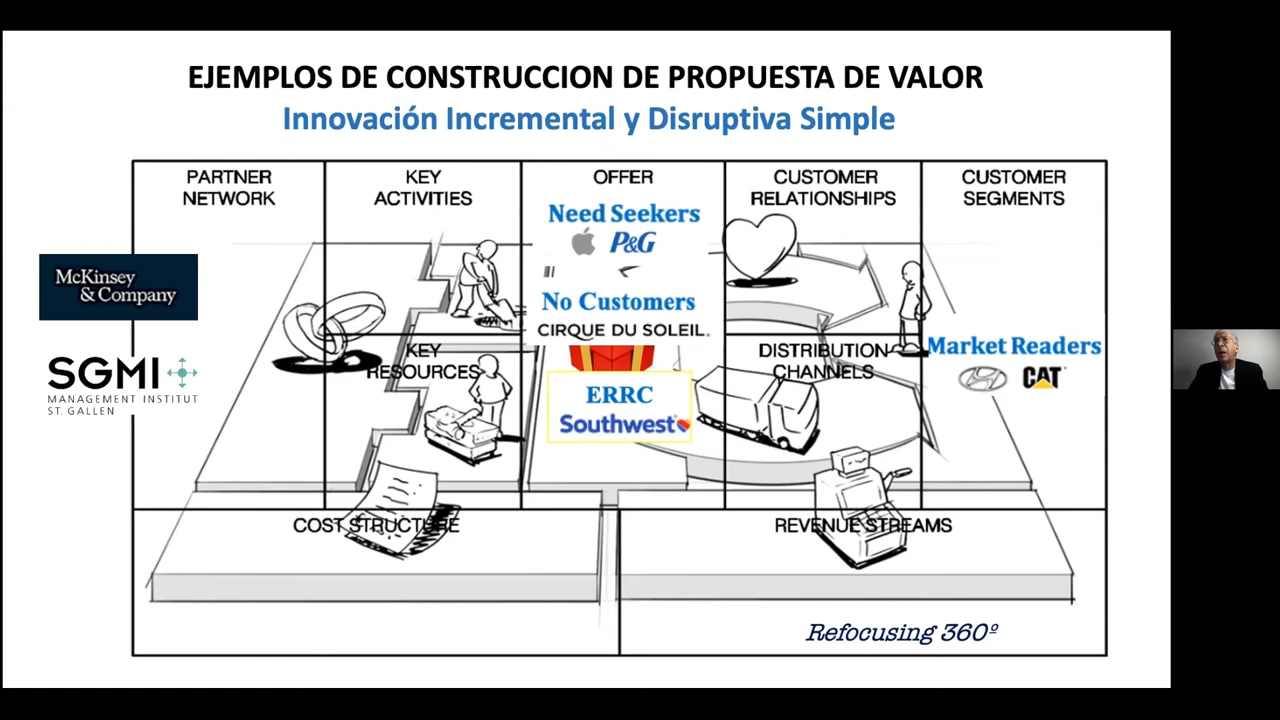 EJEMPLOS DE CONSTRUCCION DE PROPUESTA DE VALOR
Innovación Incremental y Disruptiva Simple
PARTNER
NETWORK
KEY
ACTIVITIES
OFFER
CUSTOMER
RELATIONSHIPS
CUSTOMER
SEGMENTS
Need Seekers
P&G
McKinsey
& Company
No Customers
CIRQUE DU SOLEIL
SGMI
MANAGEMENT INSTITUT
ST. GALLEN
KEY
RESOURCES
ERRC
Southwest
DISTRIBUTION
CHANNELS
Market Readers
CAT
COST STRUCTURE
REVENUE STREAMS
Refocusing 360º